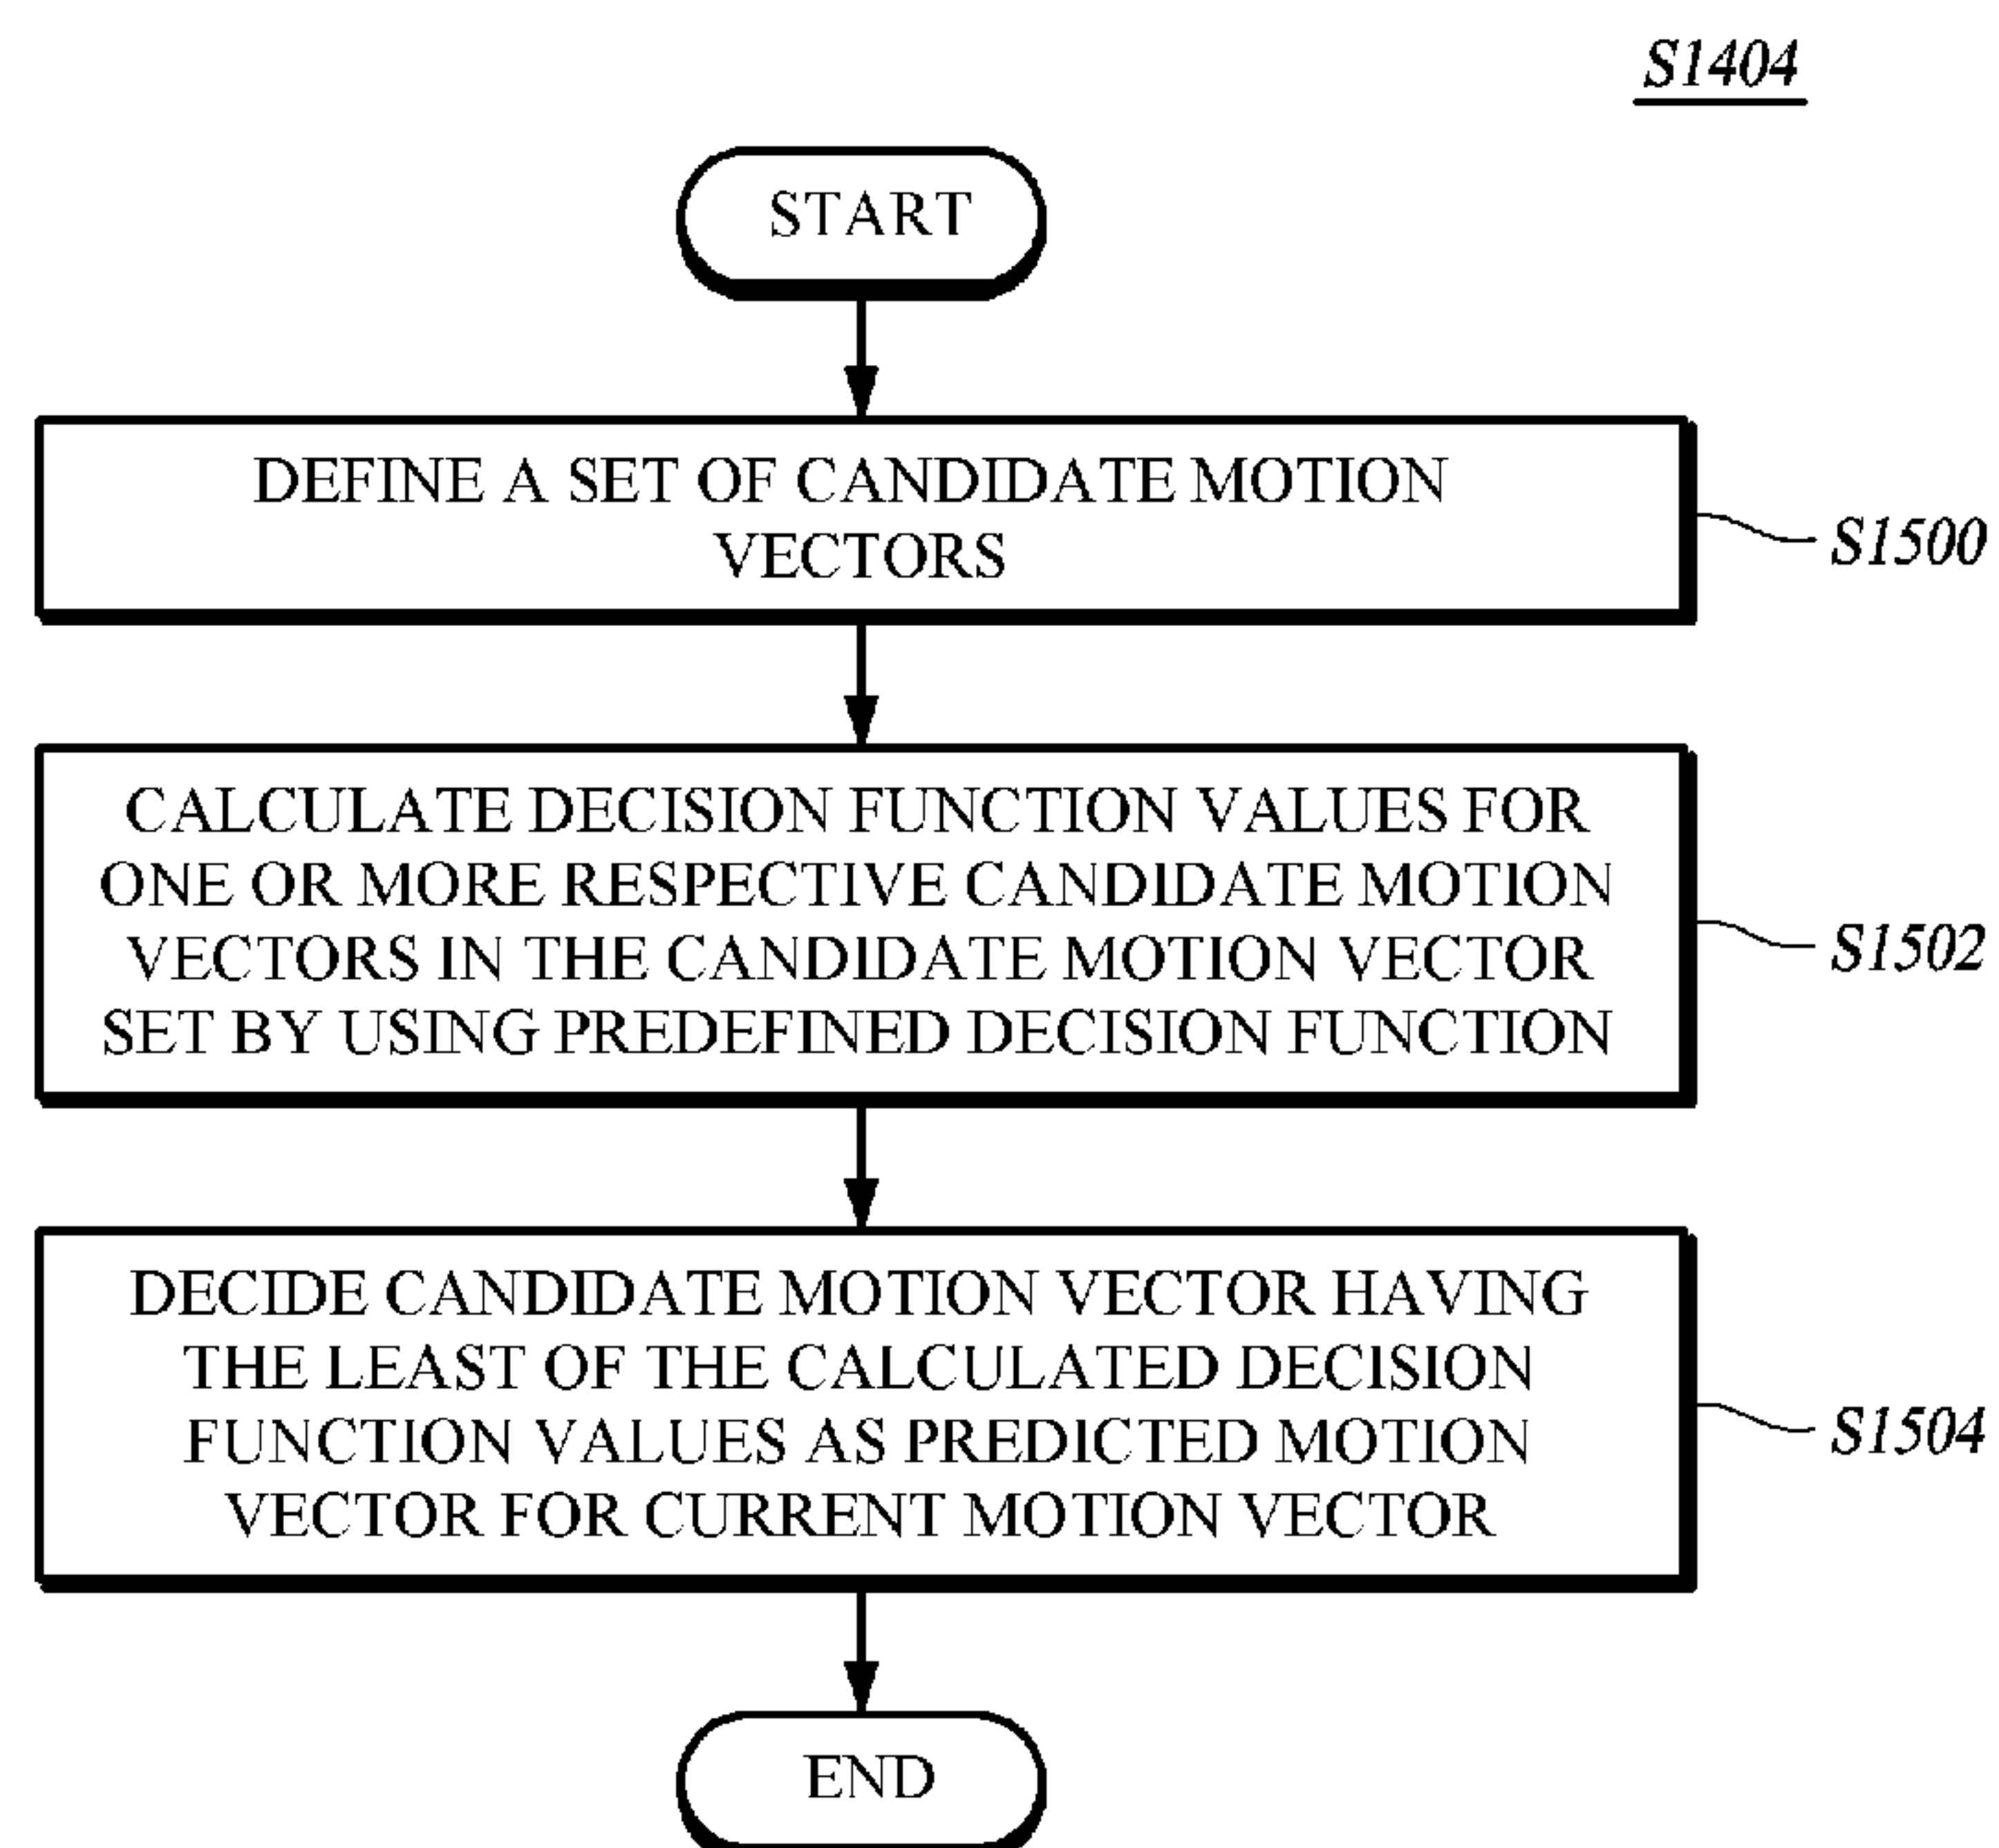 S1404
START
DEFINE A SET OF CANDIDATE MOTION
VECTORS
S1500
CALCULATE DECISION FUNCTION VALUES FOR
ONE OR MORE RESPECTIVE CANDIDATE MOTION
VECTORS IN THE CANDIDATE MOTION VECTOR
SET BY USING PREDEFINED DECISION FUNCTION
S1502
DECIDE CANDIDATE MOTION VECTOR HAVING
THE LEAST OF THE CALCULATED DECISION
FUNCTION VALUES AS PREDICTED MOTION
VECTOR FOR CURRENT MOTION VECTOR
S1504
END